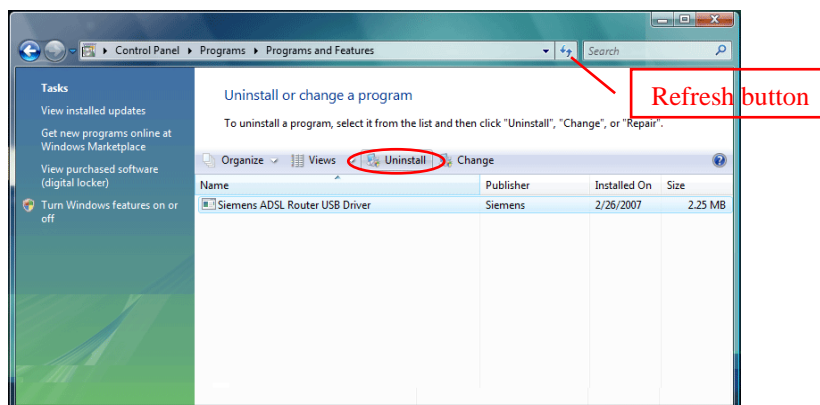 Control Panel ▸ Programs ▸ Programs and Features
Search
Refresh button
Tasks
View installed updates
Get new programs online at
Windows Marketplace
View purchased software
(digital locker)
Turn Windows features on or
off
Uninstall or change a program
To uninstall a program, select it from the list and then click "Uninstall", "Change", or "Repair".
Organize Views Uninstall Change
Name Publisher Installed On Size
Siemens ADSL Router USB Driver Siemens 2/26/2007 2.25 MB